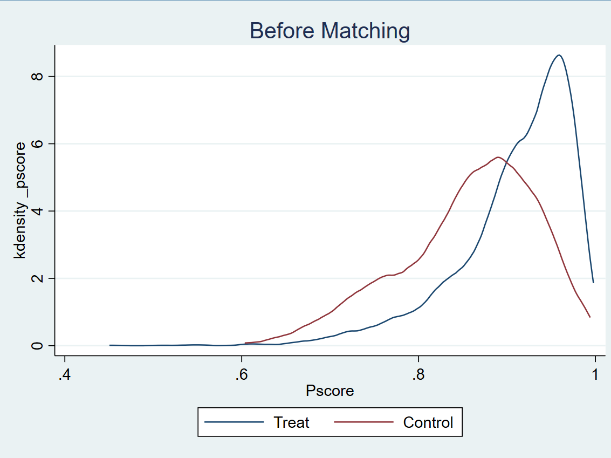 Before Matching
kdensity _pscore
8
6
4
2
0
.4 .6 .8 1
Pscore
Treat Control